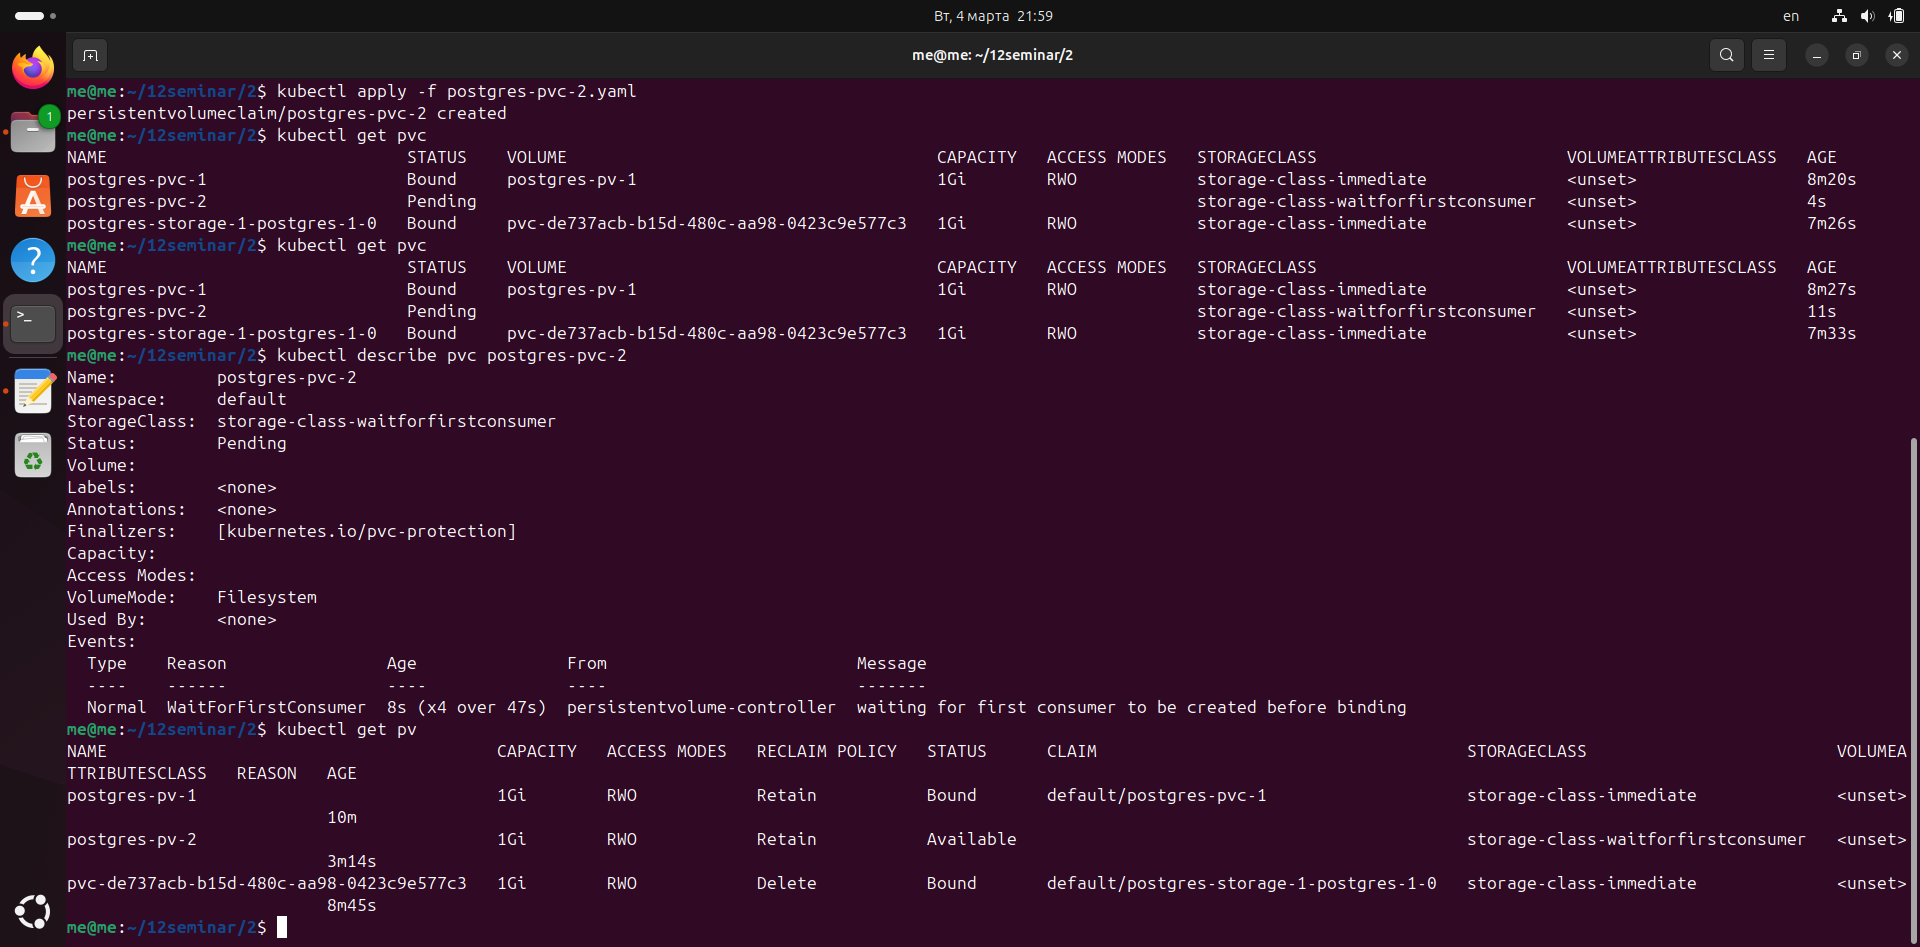 Вт, 4 марта 21:59
en
me@me: ~/12seminar/2
1
me@me:~/12seminar/2$ kubectl apply -f postgres-pvc-2.yaml
persistentvolumeclaim/postgres-pvc-2 created
me@me:~/12seminar/2$ kubectl get pvc
NAME STATUS VOLUME CAPACITY ACCESS MODES STORAGECLASS VOLUMEATTRIBUTESCLASS AGE
postgres-pvc-1 Bound postgres-pv-1 1Gi RWO storage-class-immediate <unset> 8m20s
postgres-pvc-2 Pending storage-class-waitforfirstconsumer <unset> 4s
postgres-storage-1-postgres-1-0 Bound pvc-de737acb-b15d-480c-aa98-0423c9e577c3 1Gi RWO storage-class-immediate <unset> 7m26s
me@me:~/12seminar/2$ kubectl get pvc
NAME STATUS VOLUME CAPACITY ACCESS MODES STORAGECLASS VOLUMEATTRIBUTESCLASS AGE
postgres-pvc-1 Bound postgres-pv-1 1Gi RWO storage-class-immediate <unset> 8m27s
postgres-pvc-2 Pending storage-class-waitforfirstconsumer <unset> 11s
postgres-storage-1-postgres-1-0 Bound pvc-de737acb-b15d-480c-aa98-0423c9e577c3 1Gi RWO storage-class-immediate <unset> 7m33s
me@me:~/12seminar/2$ kubectl describe pvc postgres-pvc-2
Name: postgres-pvc-2
Namespace: default
StorageClass: storage-class-waitforfirstconsumer
Status: Pending
Volume:
Labels: <none>
Annotations: <none>
Finalizers: [kubernetes.io/pvc-protection]
Capacity:
Access Modes:
VolumeMode: Filesystem
Used By: <none>
Events:
Type Reason Age From Message
---- ------ ---- ---- -------
Normal WaitForFirstConsumer 8s (x4 over 47s) persistentvolume-controller waiting for first consumer to be created before binding
me@me:~/12seminar/2$ kubectl get pv
NAME CAPACITY ACCESS MODES RECLAIM POLICY STATUS CLAIM STORAGECLASS VOLUMEA
TTRIBUTESCLASS REASON AGE
postgres-pv-1 1Gi RWO Retain Bound default/postgres-pvc-1 storage-class-immediate <unset>
10m
postgres-pv-2 1Gi RWO Retain Available storage-class-waitforfirstconsumer <unset>
3m14s
pvc-de737acb-b15d-480c-aa98-0423c9e577c3 1Gi RWO Delete Bound default/postgres-storage-1-postgres-1-0 storage-class-immediate <unset>
8m45s
me@me:~/12seminar/2$